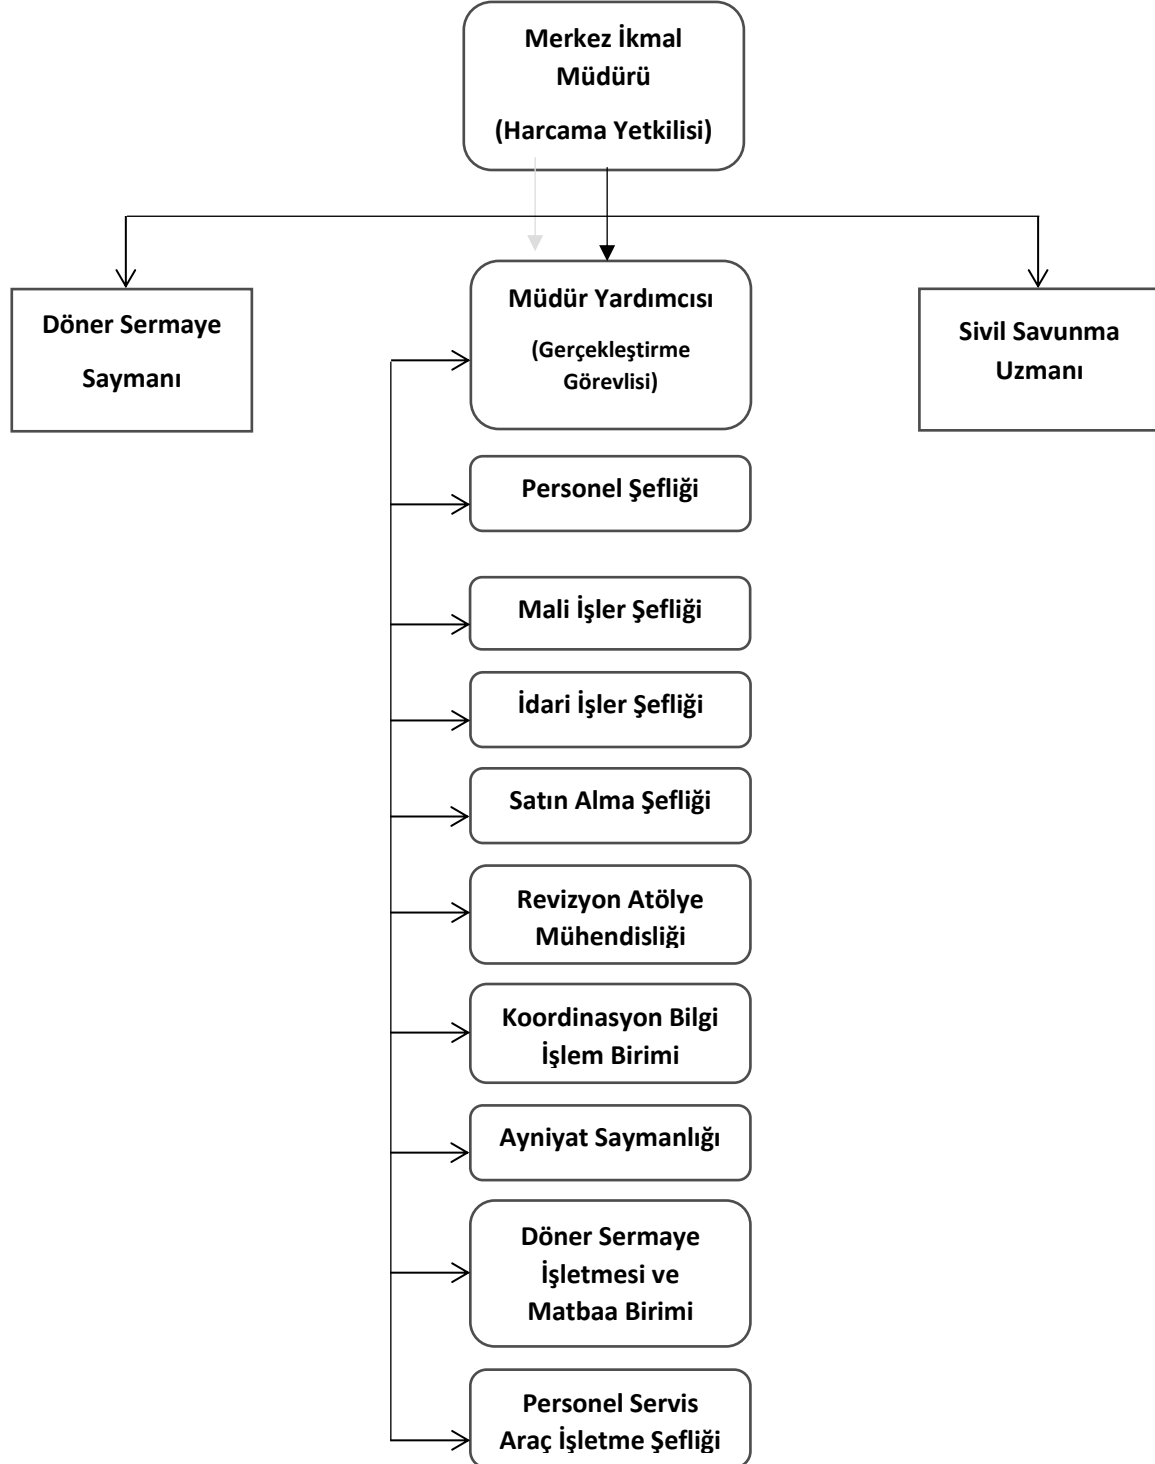 Merkez İkmal
Müdürü
(Harcama Yetkilisi)
Döner Sermaye
Saymanı
Müdür Yardımcısı
(Gerçekleştirme
Görevlisi)
Sivil Savunma
Uzmanı
Personel Şefliği
Mali İşler Şefliği
İdari İşler Şefliği
Satın Alma Şefliği
Revizyon Atölye
Mühendisliği
Koordinasyon Bilgi
İşlem Birimi
Ayniyat Saymanlığı
Döner Sermaye
İşletmesi ve
Matbaa Birimi
Personel Servis
Araç İşletme Şefliği